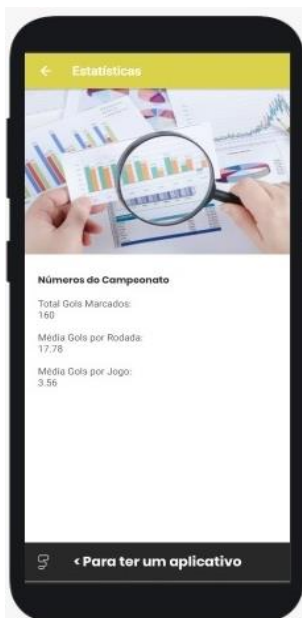 Estatísticas
Números do Campeonato
Total Gols Marcados:
160
Média Gols por Rodada:
17.78
Média Gols por Jogo:
3.56
< Para ter um aplicativo